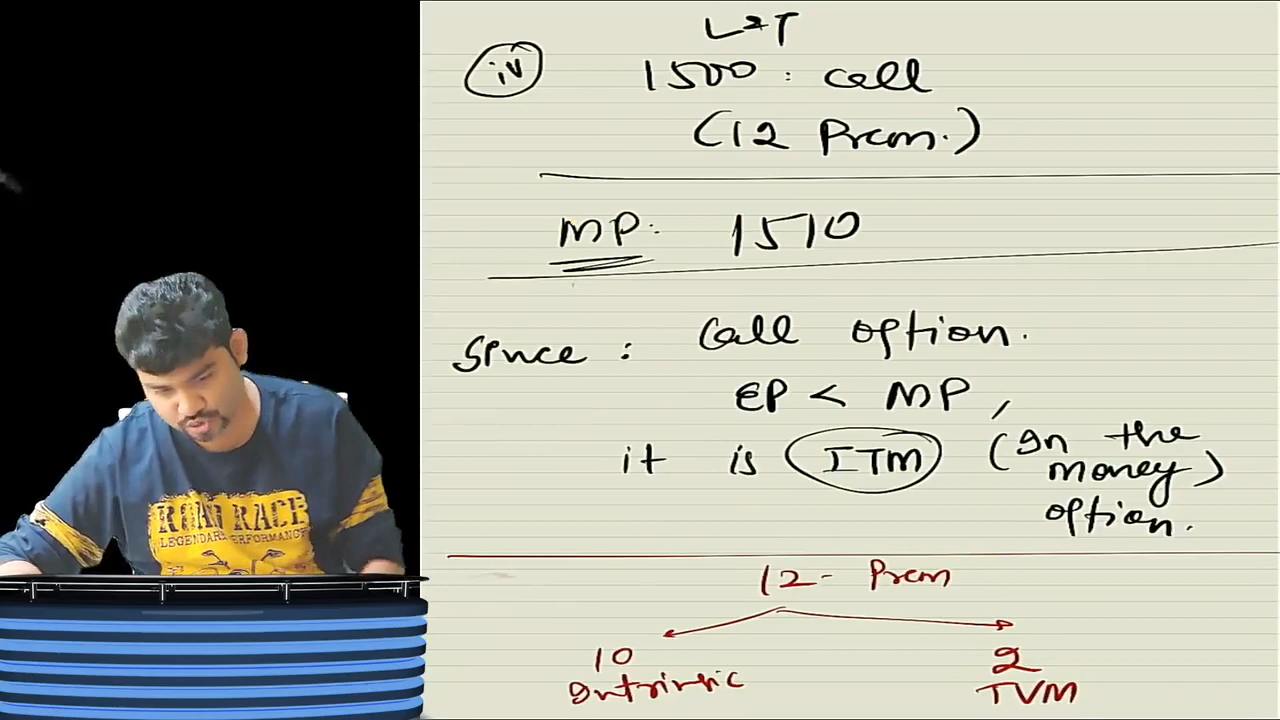 L&T
iv
1500 : call
(12 Prem.)
MP: 1510
Since : Call option.
EP < MP,
it is ITM (In the
money)
option.
12 - Prem
10
Intrinsic
2
TVM
ROAD RACE
LEGENDARY PERFORMANCE